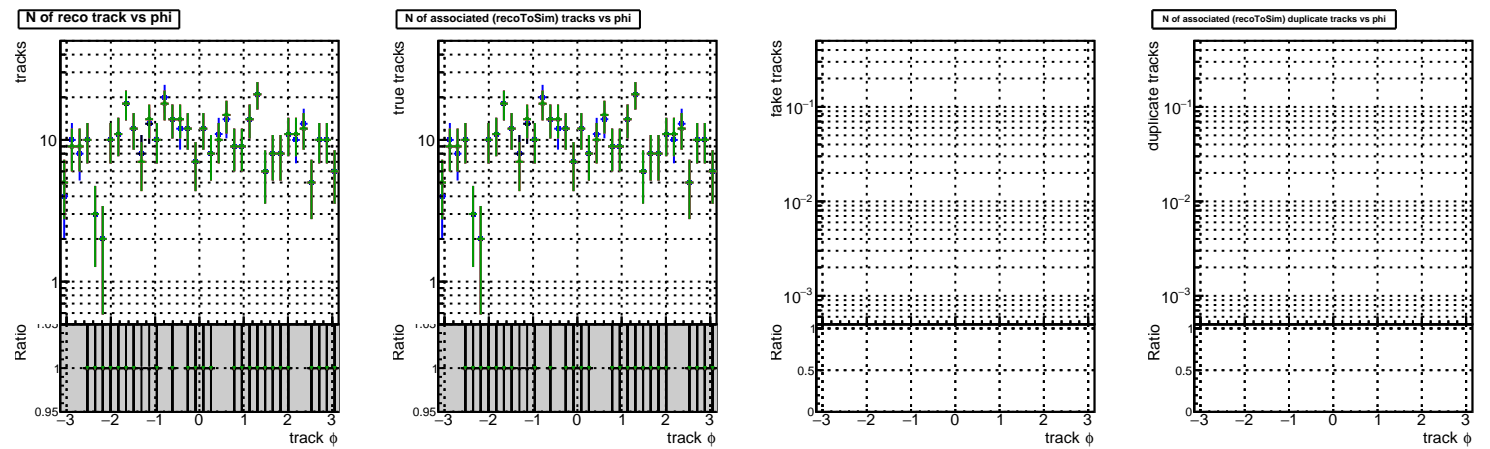 N of reco track vs phi
tracks
10
1
Ratio
1.05
1
0.95
−3 −2 −1 0 1 2 3
track ϕ
N of associated (recoToSim) tracks vs phi
true tracks
10
1
Ratio
1.05
1
0.95
−3 −2 −1 0 1 2 3
track ϕ
fake tracks
10⁻¹
10⁻²
10⁻³
Ratio
1
0.5
0
−3 −2 −1 0 1 2 3
track ϕ
N of associated (recoToSim) duplicate tracks vs phi
duplicate tracks
10⁻¹
10⁻²
10⁻³
Ratio
1
0.5
0
−3 −2 −1 0 1 2 3
track ϕ